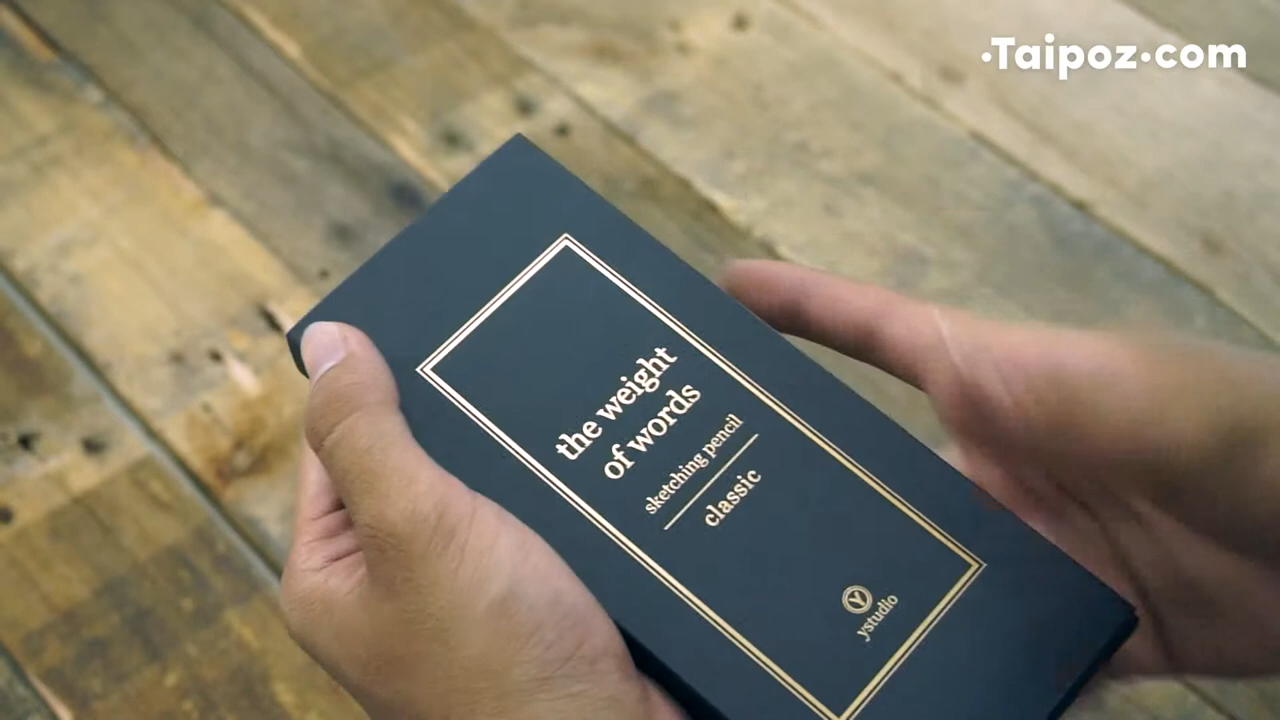 ·Taipoz·com
the weight
of words
sketching pencil
classic
Y
ystudio